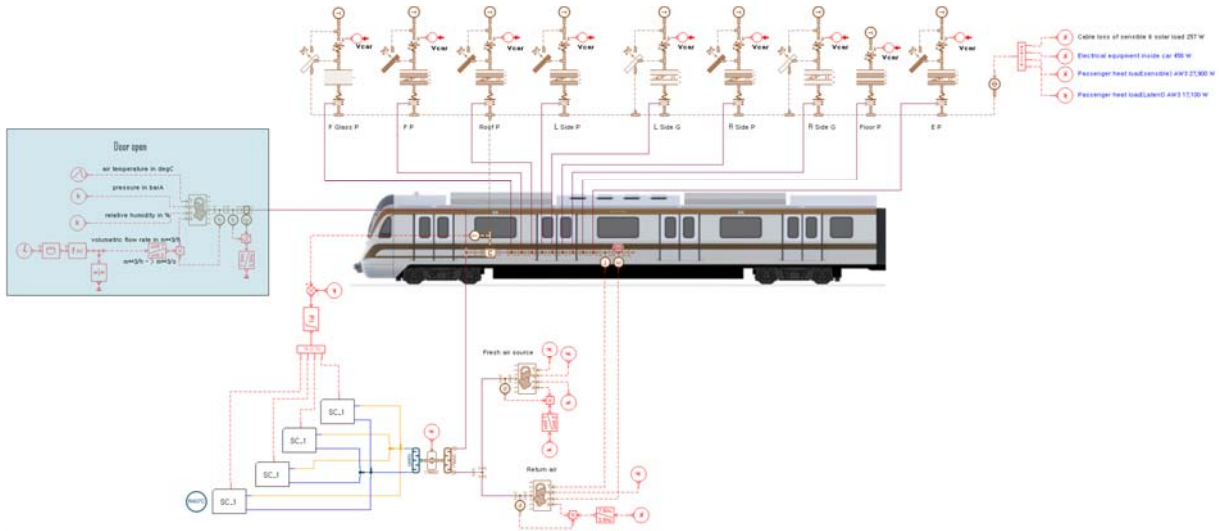 Vcar
Vcar
Vcar
Vcar
Vcar
Vcar
Vcar
Vcar
Vcar
Cable loss of sensible & solar load 257 W
Electrical equipment inside car 456 W
Passenger heat load(sensible) AW3 27,900 W
Passenger heat load(Latent) AW3 17,100 W
F Glass P
F P
Roof P
L Side P
L Side G
R Side P
R Side G
Floor P
E P
Door open
air temperature in degC
pressure in barA
relative humidity in %
volumetric flow rate in m**3/h
m**3/h -> m**3/s
Fresh air source
Return air
SC_1
SC_1
SC_1
SC_1
R407C